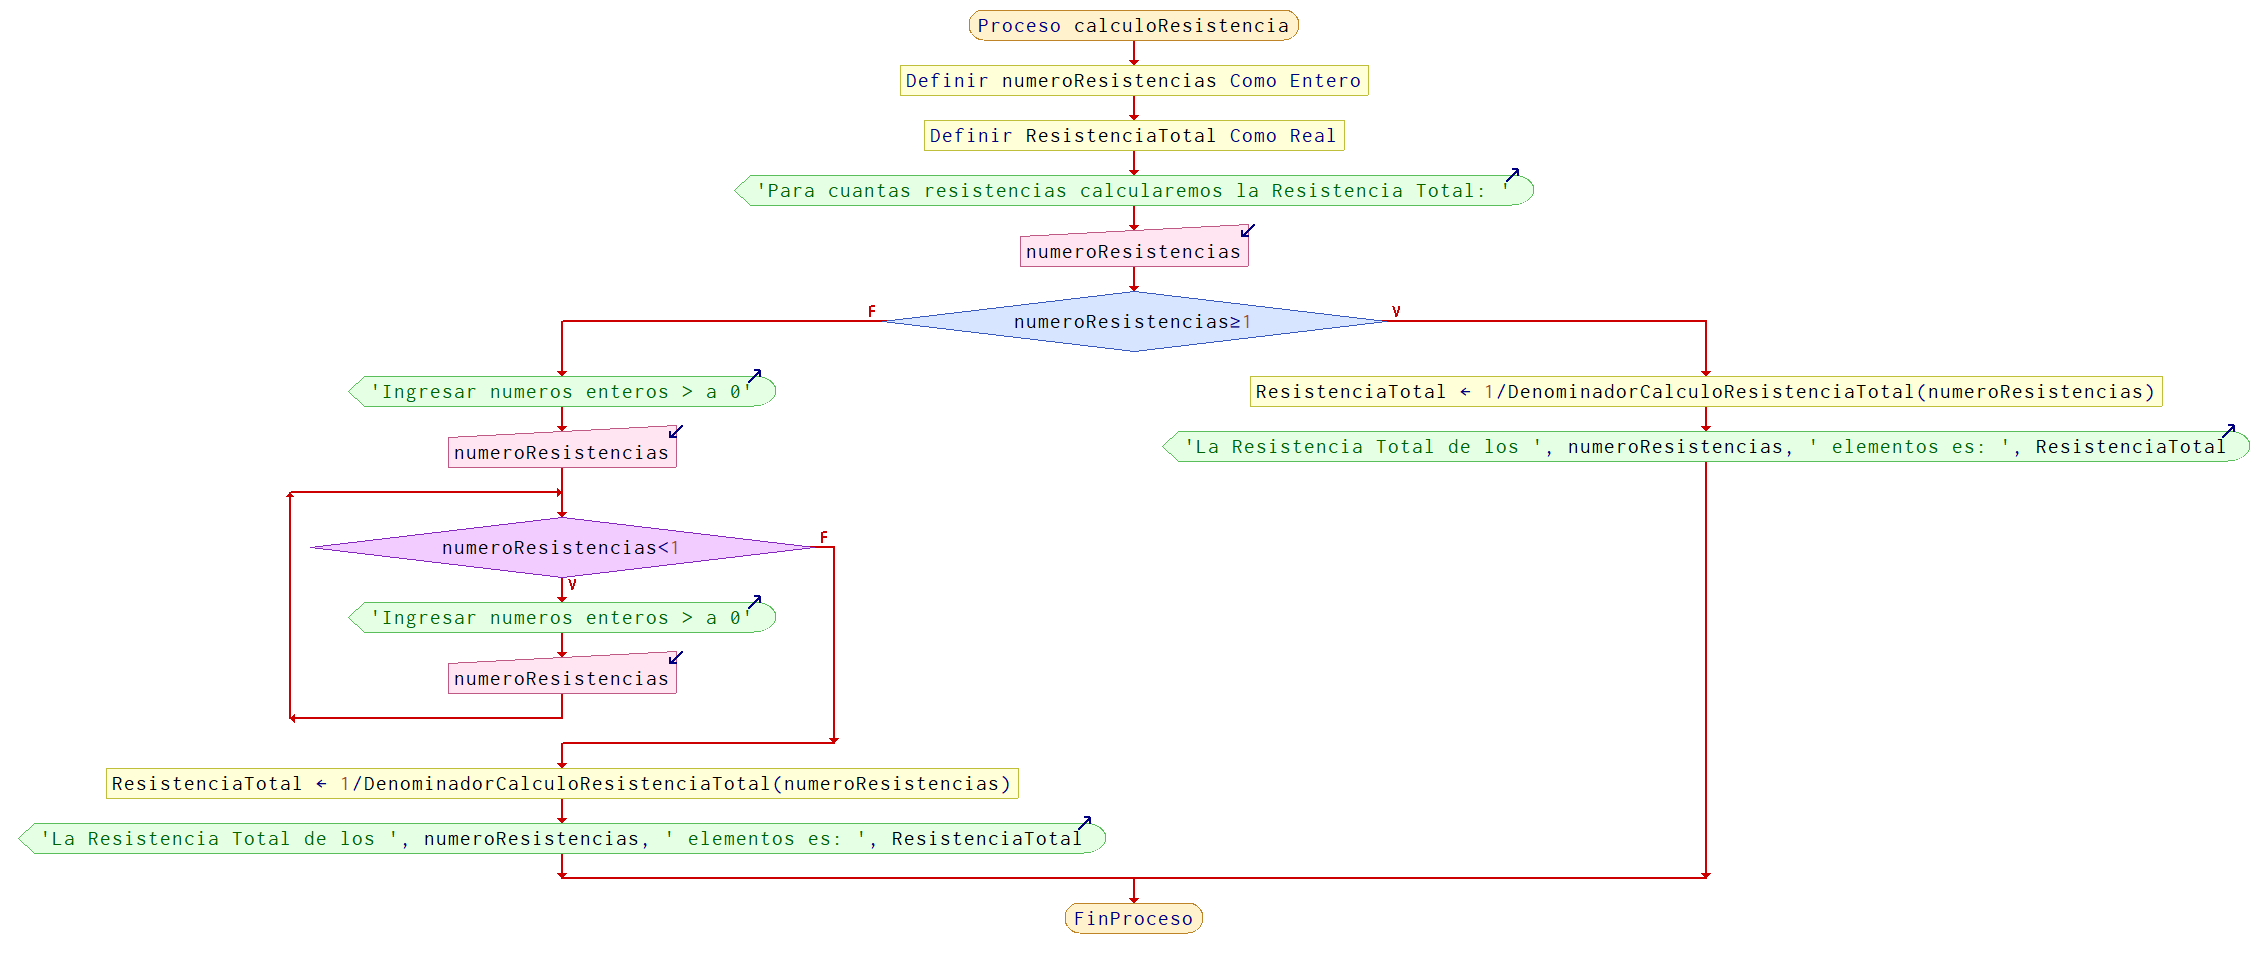 Proceso calculoResistencia
Definir numeroResistencias Como Entero
Definir ResistenciaTotal Como Real
'Para cuantas resistencias calcularemos la Resistencia Total: '
numeroResistencias
numeroResistencias≥1
F
V
'Ingresar numeros enteros > a 0'
numeroResistencias
numeroResistencias<1
F
V
'Ingresar numeros enteros > a 0'
numeroResistencias
ResistenciaTotal ← 1/DenominadorCalculoResistenciaTotal(numeroResistencias)
'La Resistencia Total de los ', numeroResistencias, ' elementos es: ', ResistenciaTotal
ResistenciaTotal ← 1/DenominadorCalculoResistenciaTotal(numeroResistencias)
'La Resistencia Total de los ', numeroResistencias, ' elementos es: ', ResistenciaTotal
FinProceso